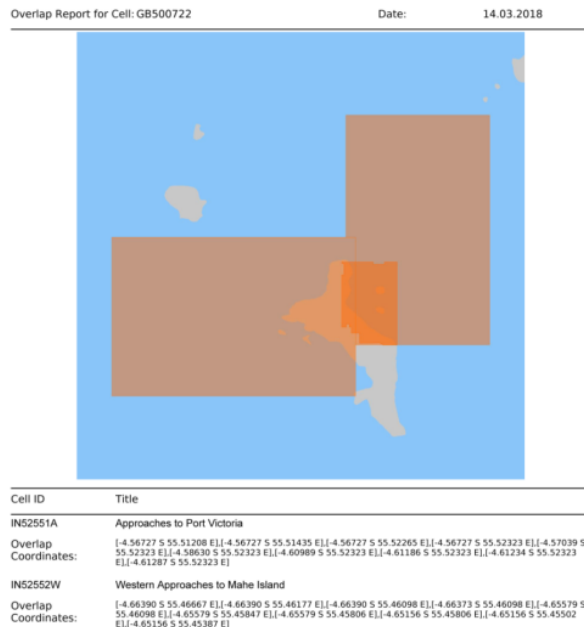 Overlap Report for Cell: GB500722 Date: 14.03.2018
Cell ID Title
IN52551A Approaches to Port Victoria
Overlap Coordinates: [-4.56727 S 55.51208 E],[-4.56727 S 55.51435 E],[-4.56727 S 55.52265 E],[-4.56727 S 55.52323 E],[-4.57039 S
55.52323 E],[-4.58630 S 55.52323 E],[-4.60989 S 55.52323 E],[-4.61186 S 55.52323 E],[-4.61234 S 55.52323
E],[-4.61287 S 55.52323 E]
IN52552W Western Approaches to Mahe Island
Overlap Coordinates: [-4.66390 S 55.46667 E],[-4.66390 S 55.46177 E],[-4.66390 S 55.46098 E],[-4.66373 S 55.46098 E],[-4.65579 S
55.46098 E],[-4.65579 S 55.45847 E],[-4.65579 S 55.45806 E],[-4.65156 S 55.45806 E],[-4.65156 S 55.45502
E],[-4.65156 S 55.45387 E]